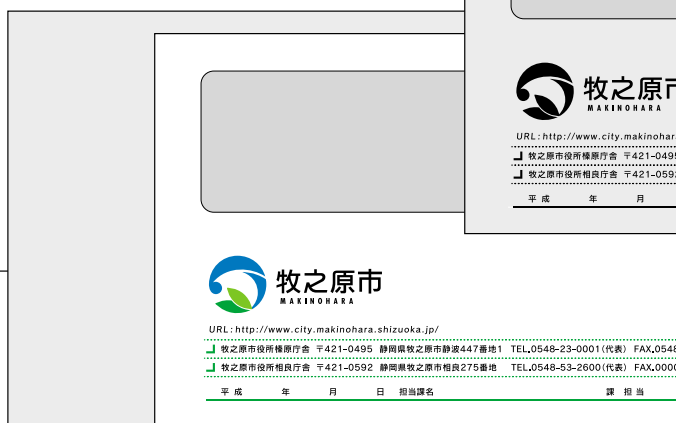 牧之原市
MAKINOHARA
URL:http://www.city.makinohara.shizuoka.jp/
牧之原市役所榛原庁舎 〒421-0495 静岡県牧之原市静波447番地1 TEL.0548-23-0001(代表) FAX.0548
牧之原市役所相良庁舎 〒421-0592 静岡県牧之原市相良275番地 TEL.0548-53-2600(代表) FAX.0000
平成 年 月 日 担当課名 課 担当
牧之原市
MAKINOHARA
URL:http://www.city.makinohar
牧之原市役所榛原庁舎 〒421-0495
牧之原市役所相良庁舎 〒421-0592
平成 年 月